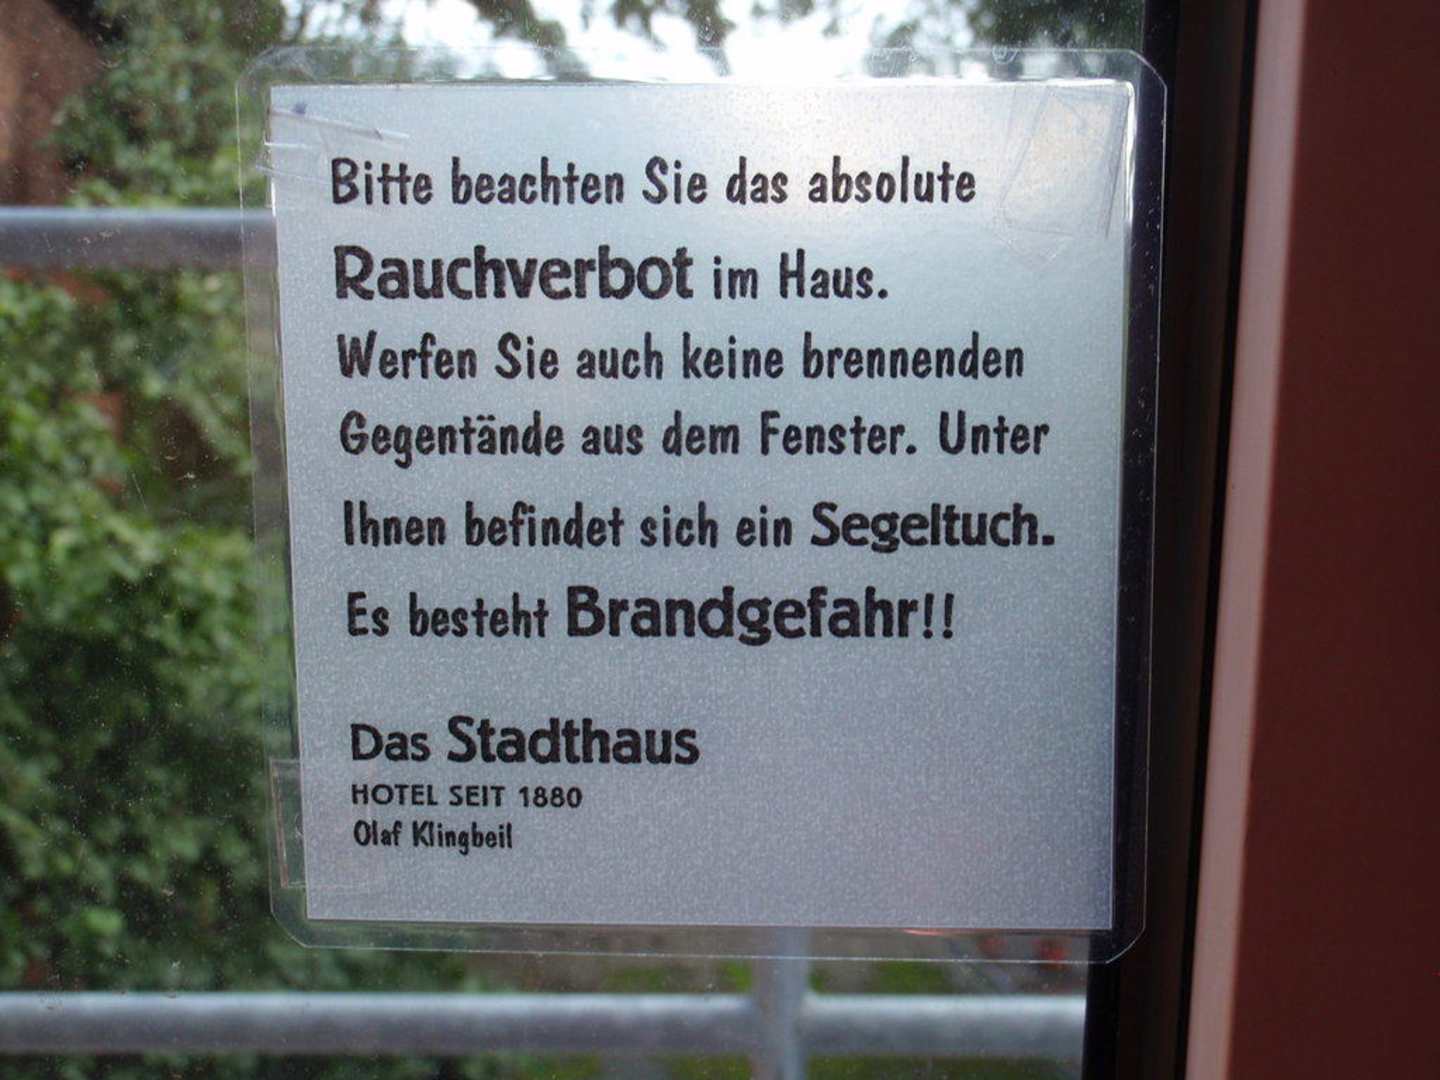 Bitte beachten Sie das absolute
Rauchverbot im Haus.
Werfen Sie auch keine brennenden
Gegentände aus dem Fenster. Unter
Ihnen befindet sich ein Segeltuch.
Es besteht Brandgefahr!!
Das Stadthaus
HOTEL SEIT 1880
Olaf Klingbeil